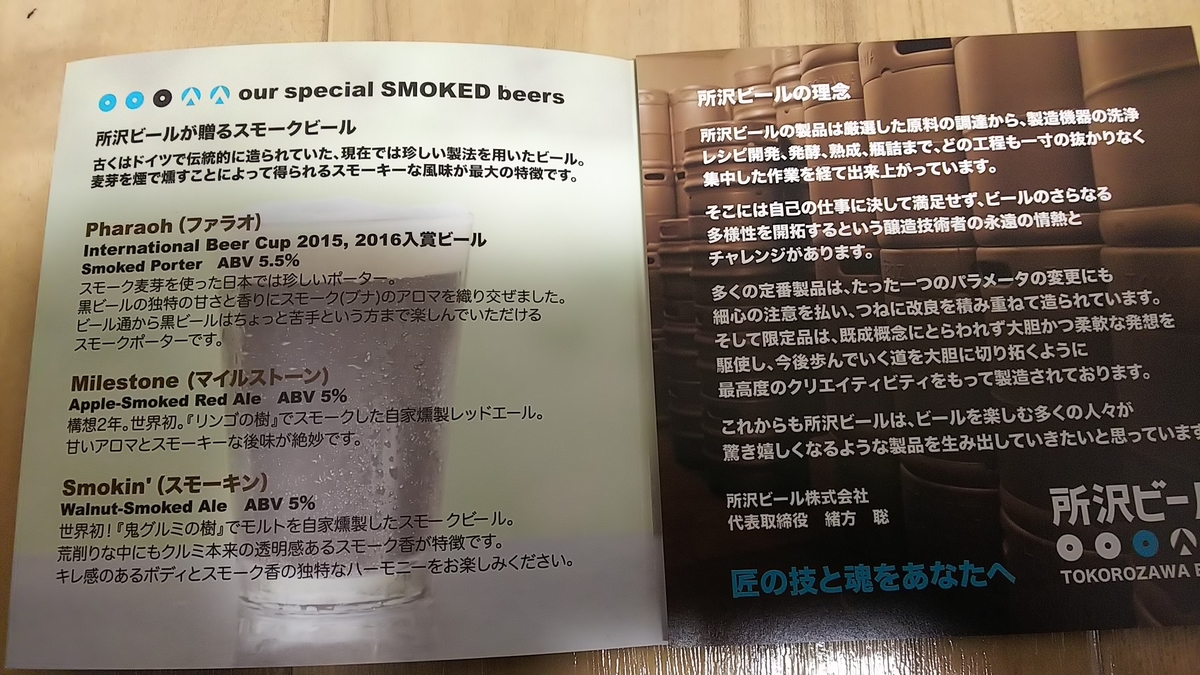 our special SMOKED beers
所沢ビールが贈るスモークビール
古くはドイツで伝統的に造られていた、現在では珍しい製法を用いたビール。
麦芽を煙で燻すことによって得られるスモーキーな風味が最大の特徴です。
Pharaoh (ファラオ)
International Beer Cup 2015, 2016入賞ビール
Smoked Porter ABV 5.5%
スモーク麦芽を使った日本では珍しいポーター。
黒ビールの独特の甘さと香りにスモーク(ブナ)のアロマを織り交ぜました。
ビール通から黒ビールはちょっと苦手という方まで楽しんでいただける
スモークポーターです。
Milestone (マイルストーン)
Apple-Smoked Red Ale ABV 5%
構想2年。世界初。『リンゴの樹』でスモークした自家燻製レッドエール。
甘いアロマとスモーキーな後味が絶妙です。
Smokin' (スモーキン)
Walnut-Smoked Ale ABV 5%
世界初！『鬼グルミの樹』でモルトを自家燻製したスモークビール。
荒削りな中にもクルミ本来の透明感あるスモーク香が特徴です。
キレ感のあるボディとスモーク香の独特なハーモニーをお楽しみください。
所沢ビールの理念
所沢ビールの製品は厳選した原料の調達から、製造機器の洗浄
レシピ開発、発酵、熟成、瓶詰まで、どの工程も一寸の抜かりなく
集中した作業を経て出来上がっています。
そこには自己の仕事に決して満足せず、ビールのさらなる
多様性を開拓するという醸造技術者の永遠の情熱と
チャレンジがあります。
多くの定番製品は、たった一つのパラメータの変更にも
細心の注意を払い、つねに改良を積み重ねて造られています。
そして限定品は、既成概念にとらわれず大胆かつ柔軟な発想を
駆使し、今後歩んでいく道を大胆に切り拓くように
最高度のクリエイティビティをもって製造されております。
これからも所沢ビールは、ビールを楽しむ多くの人々が
驚き嬉しくなるような製品を生み出していきたいと思っています
所沢ビール株式会社
代表取締役 緒方 聡
匠の技と魂をあなたへ
所沢ビー
TOKOROZAWA